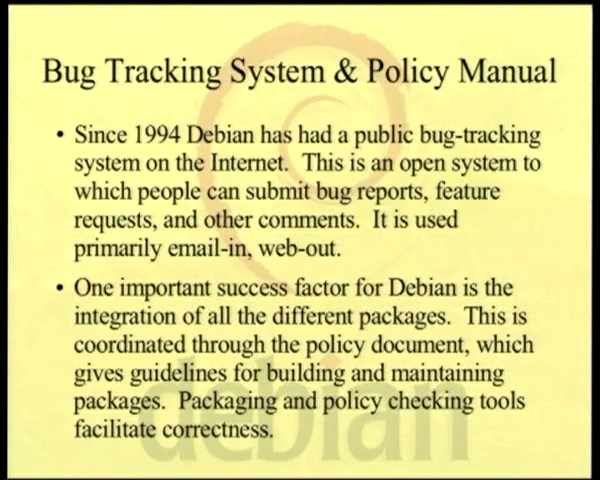 Bug Tracking System & Policy Manual
• Since 1994 Debian has had a public bug-tracking
system on the Internet. This is an open system to
which people can submit bug reports, feature
requests, and other comments. It is used
primarily email-in, web-out.
• One important success factor for Debian is the
integration of all the different packages. This is
coordinated through the policy document, which
gives guidelines for building and maintaining
packages. Packaging and policy checking tools
facilitate correctness.
debian